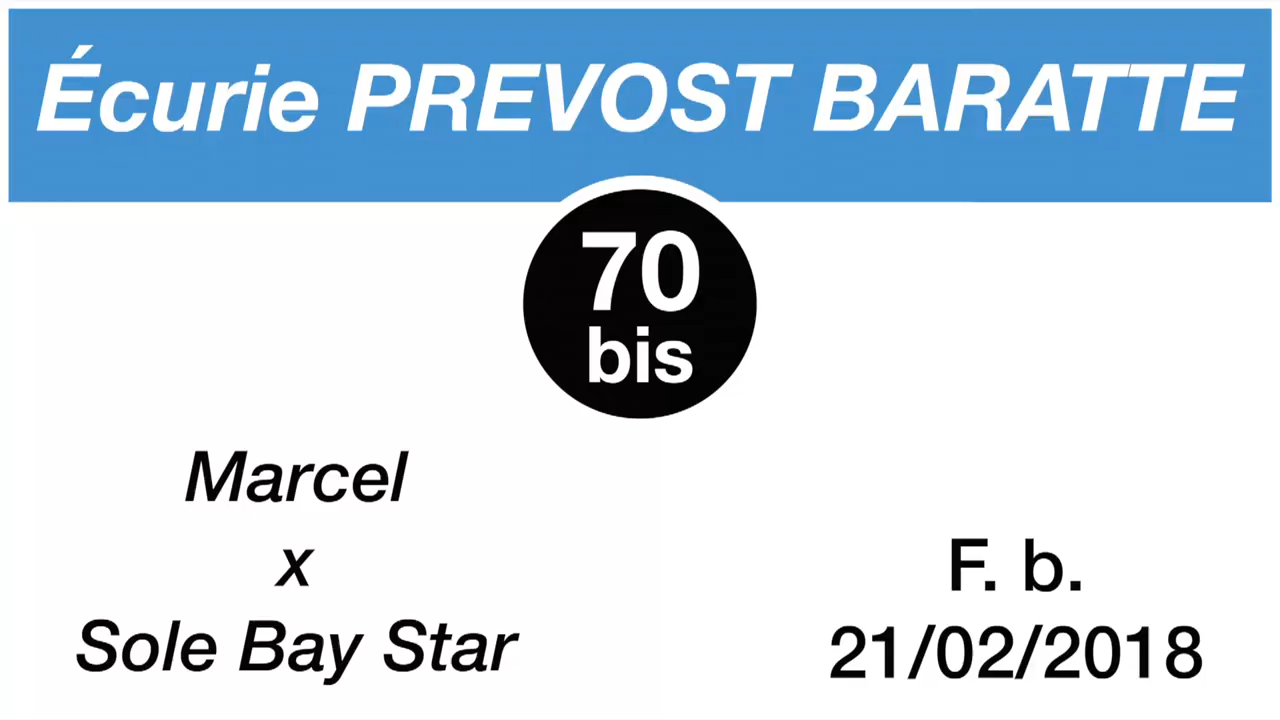 Écurie PREVOST BARATTE
70
bis
Marcel
x
Sole Bay Star
F. b.
21/02/2018